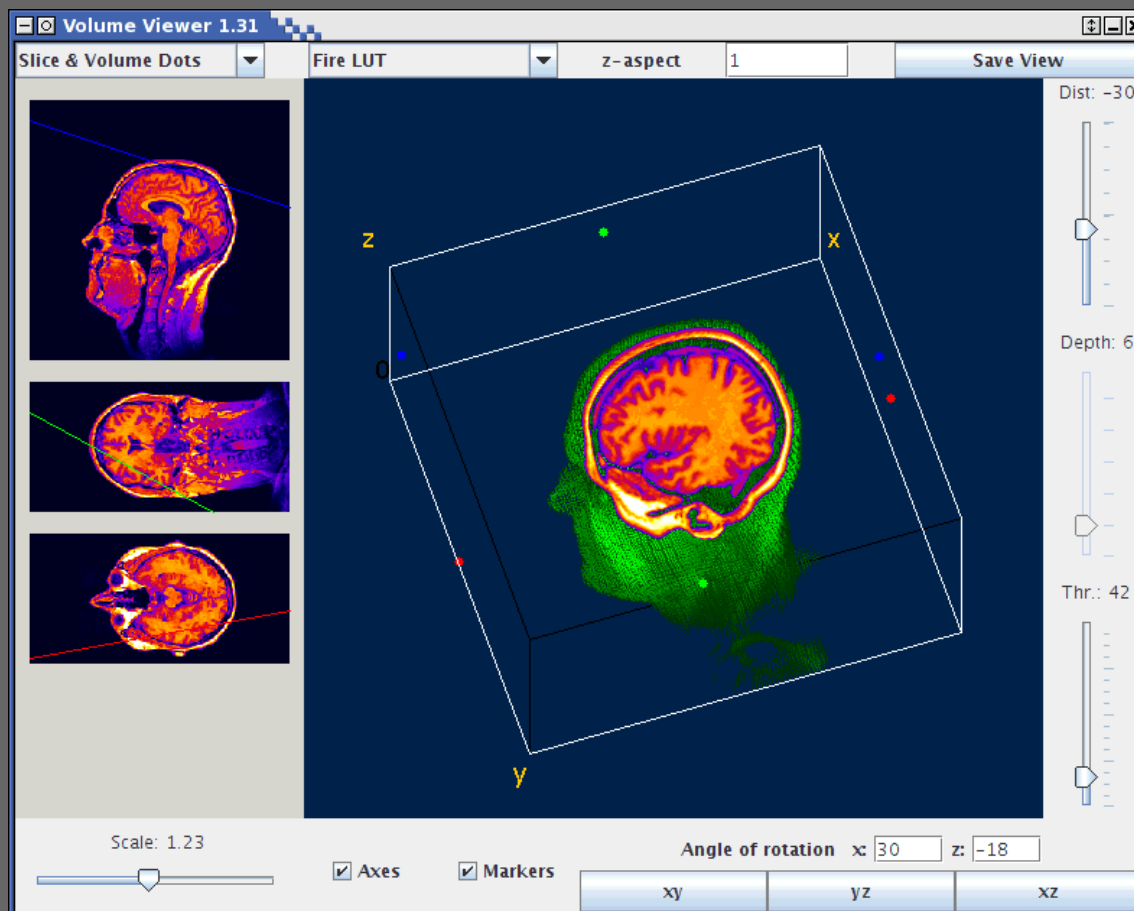 Volume Viewer 1.31
Slice & Volume Dots
Fire LUT
z-aspect
1
Save View
Dist: -30
z
x
0
Depth: 6
Thr.: 42
y
Scale: 1.23
Axes
Markers
Angle of rotation x: 30 z: -18
xy
yz
xz